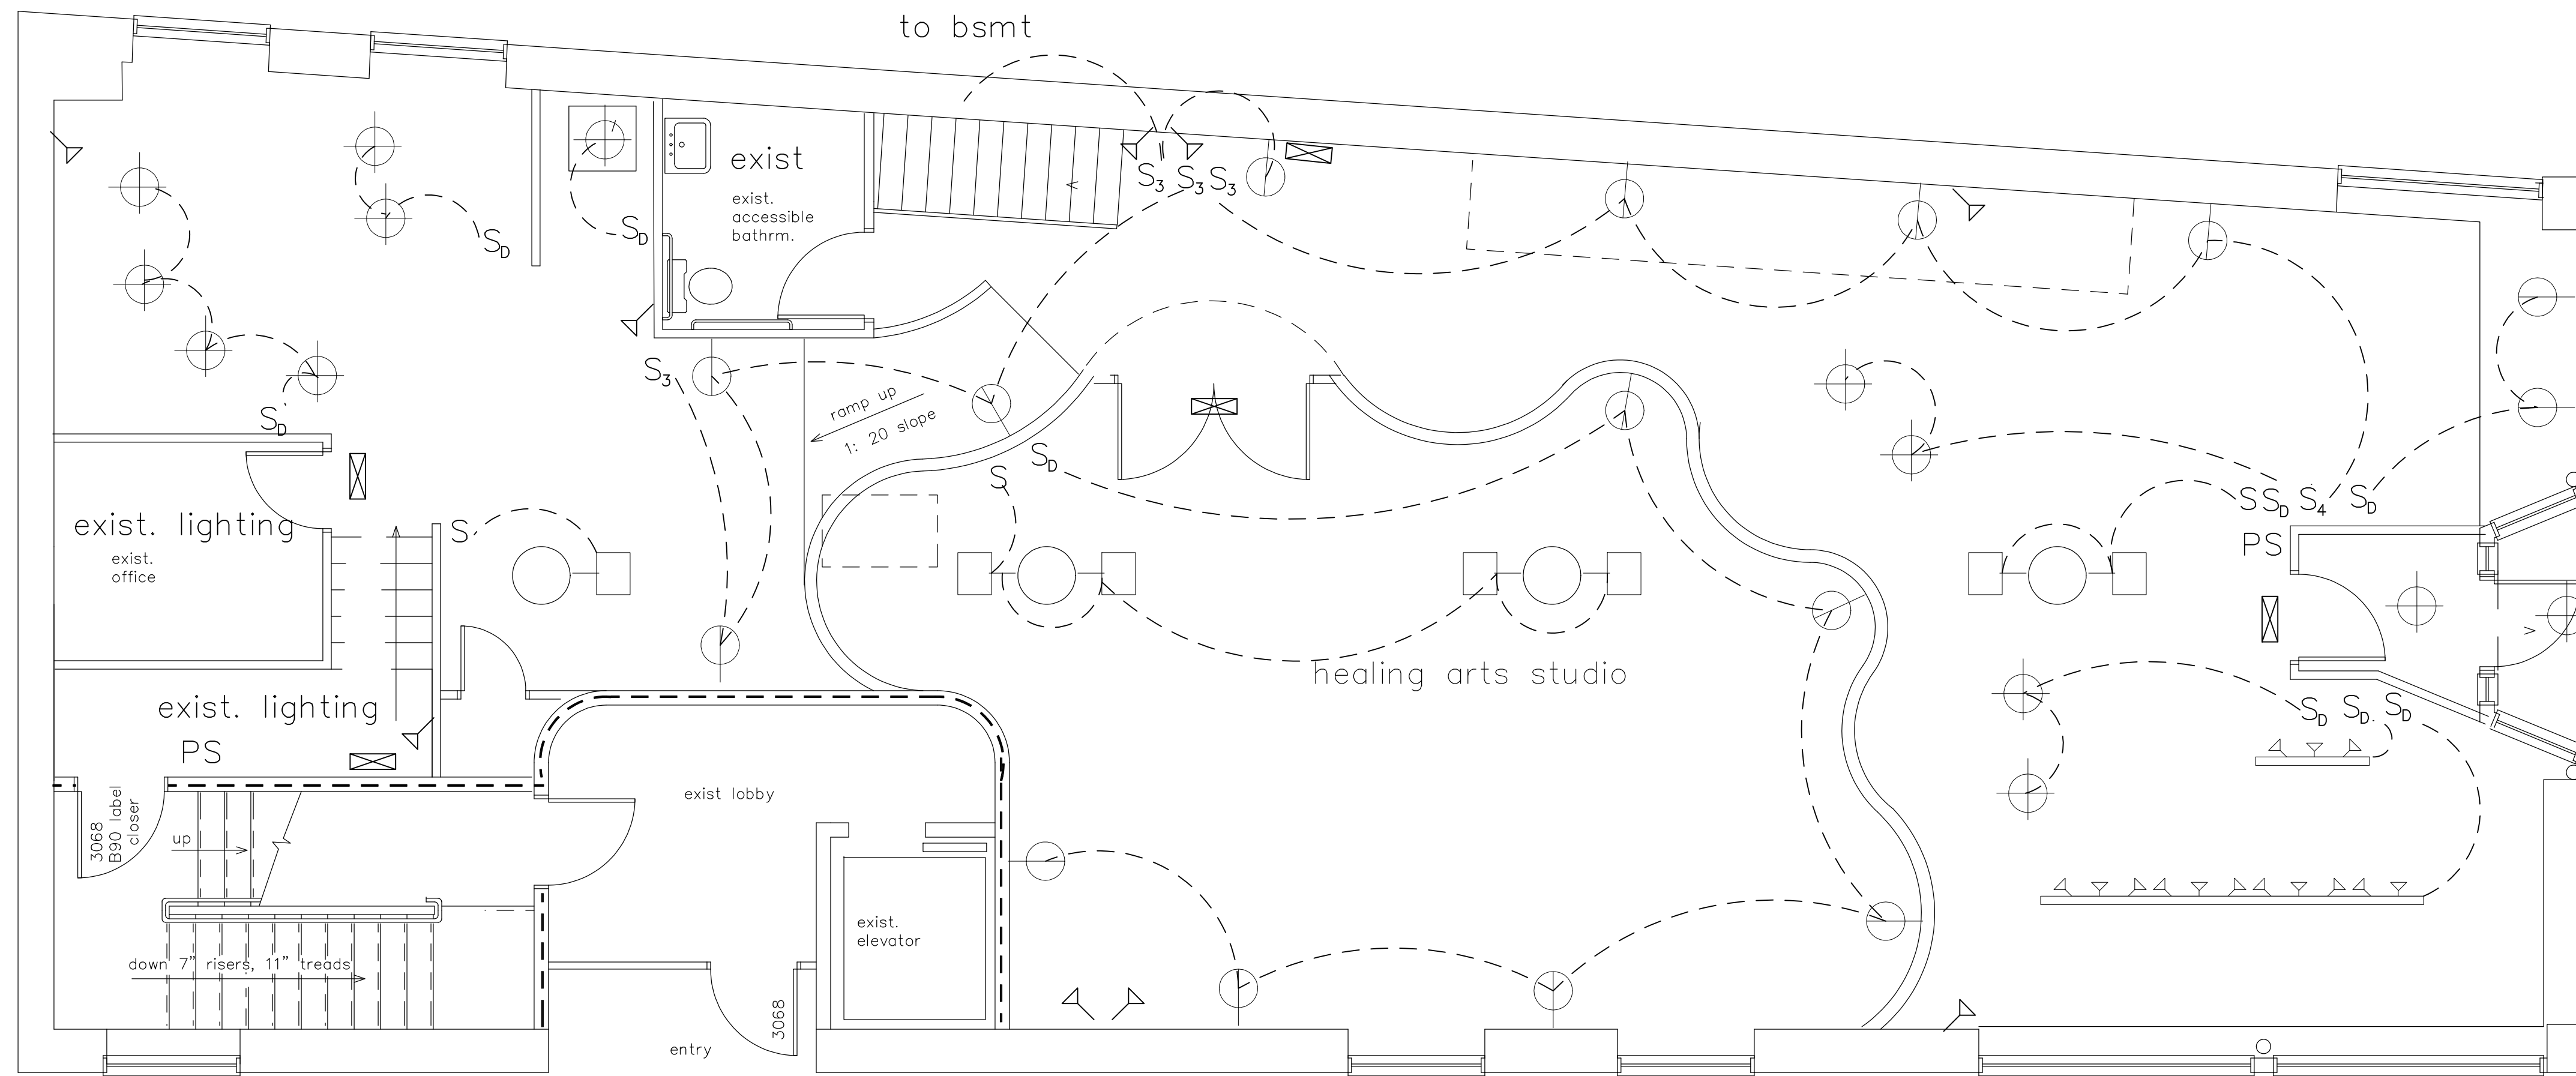 to bsmt
exist
exist.
accessible
bathrm.
S3 S3 S3
SD
SD
S3
SD
ramp up
1: 20 slope
SD
S
S
exist. lighting
exist.
office
SSD S4 SD
PS
healing arts studio
exist. lighting
PS
SD SD SD
exist lobby
3068
B90 label
closer
up
exist.
elevator
down 7" risers, 11" treads
3068
entry